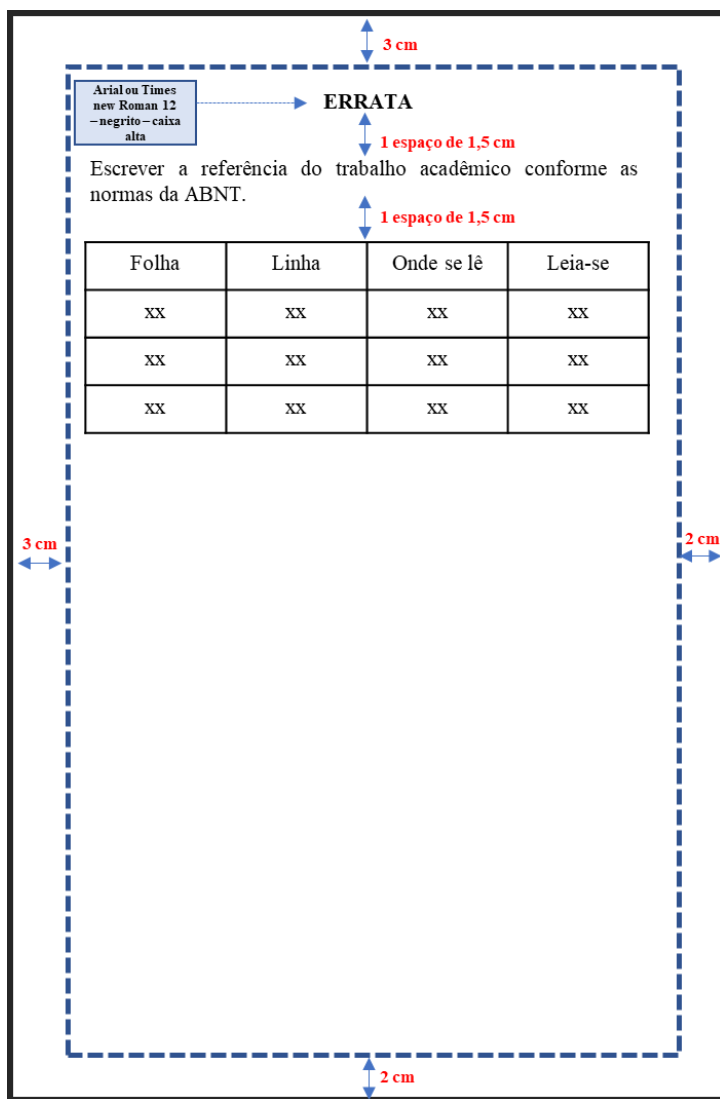 3 cm
Arial ou Times
new Roman 12
– negrito – caixa
alta
ERRATA
1 espaço de 1,5 cm
Escrever a referência do trabalho acadêmico conforme as
normas da ABNT.
1 espaço de 1,5 cm
Folha Linha Onde se lê Leia-se
xx xx xx xx
xx xx xx xx
xx xx xx xx
3 cm
2 cm
2 cm